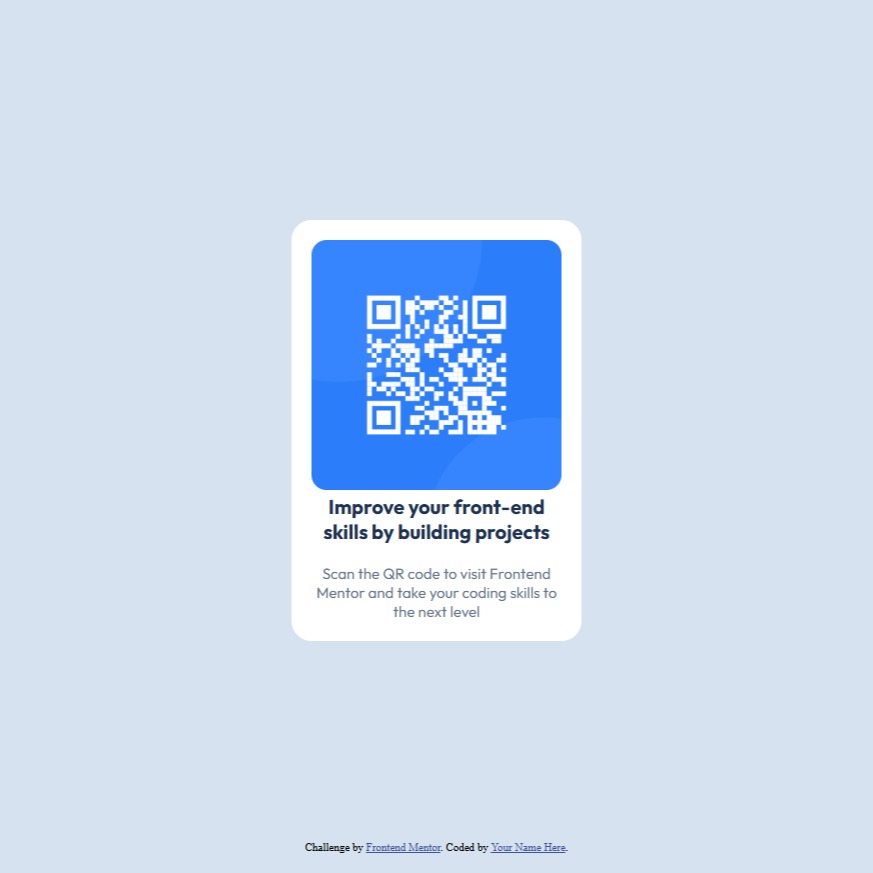 Improve your front-end
skills by building projects
Scan the QR code to visit Frontend
Mentor and take your coding skills to
the next level
Challenge by Frontend Mentor. Coded by Your Name Here.